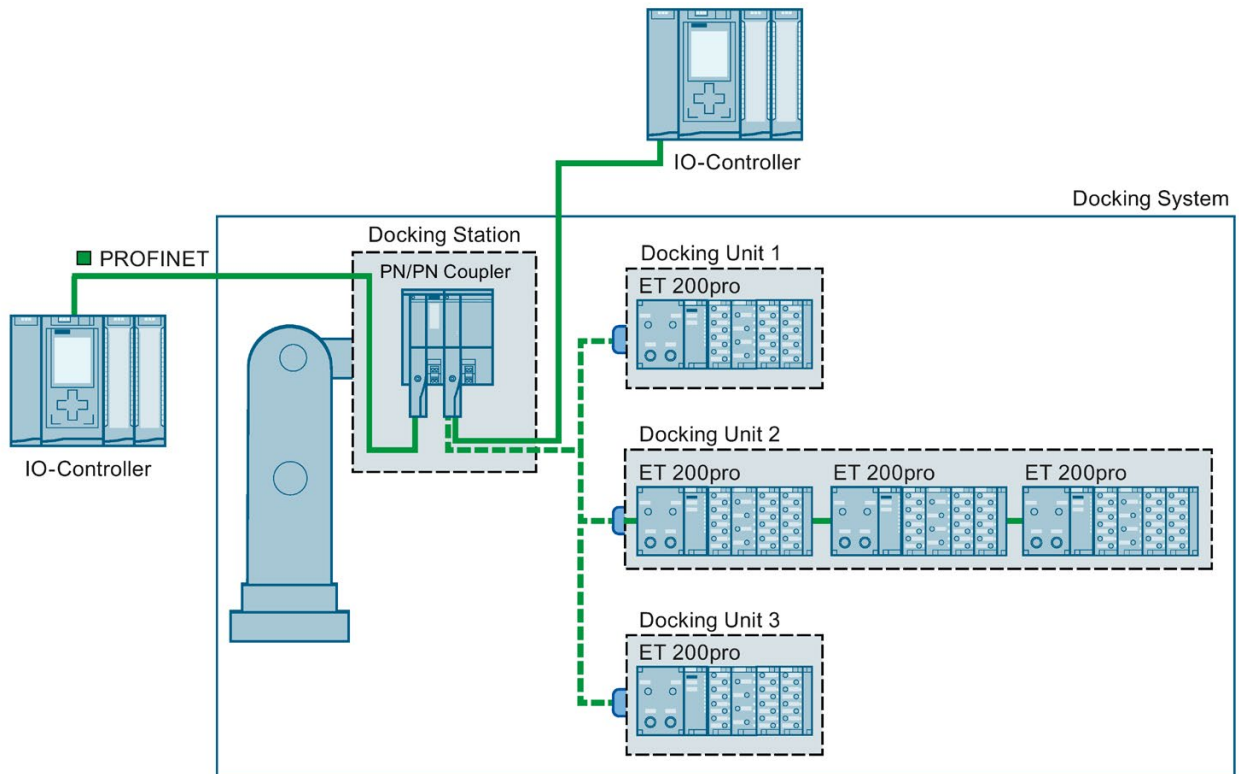 IO-Controller
Docking System
Docking Station
PROFINET
PN/PN Coupler
Docking Unit 1
ET 200pro
IO-Controller
Docking Unit 2
ET 200pro
ET 200pro
ET 200pro
Docking Unit 3
ET 200pro